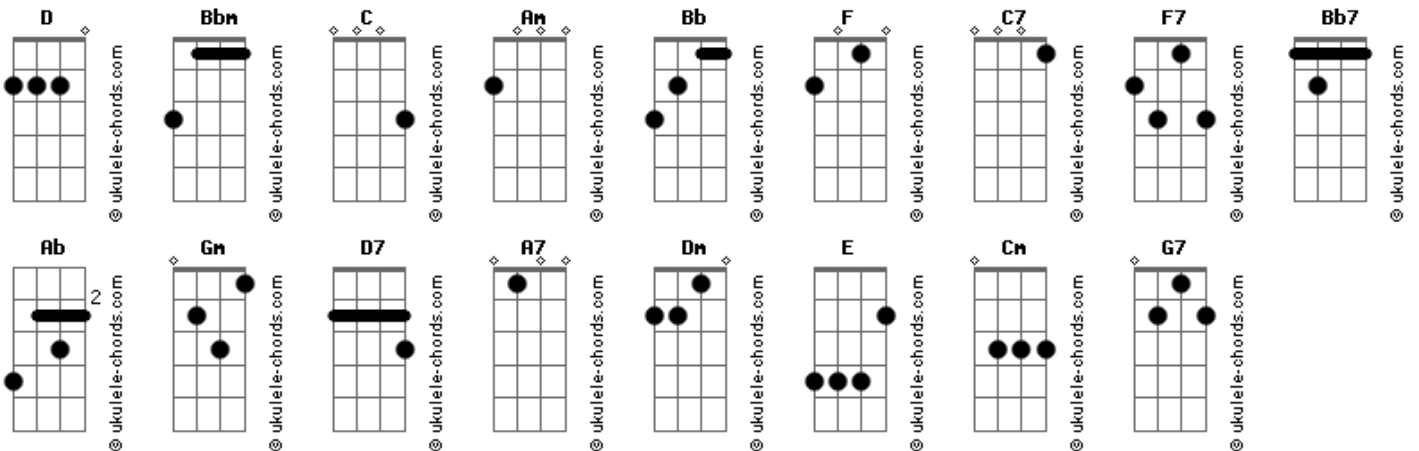 D Bbm C Am Bb F C7 F7 Bb7
© ukulele-chords.com © ukulele-chords.com © ukulele-chords.com © ukulele-chords.com © ukulele-chords.com © ukulele-chords.com © ukulele-chords.com © ukulele-chords.com © ukulele-chords.com
Ab Gm D7 A7 Dm E Cm G7
2
© ukulele-chords.com © ukulele-chords.com © ukulele-chords.com © ukulele-chords.com © ukulele-chords.com © ukulele-chords.com © ukulele-chords.com © ukulele-chords.com